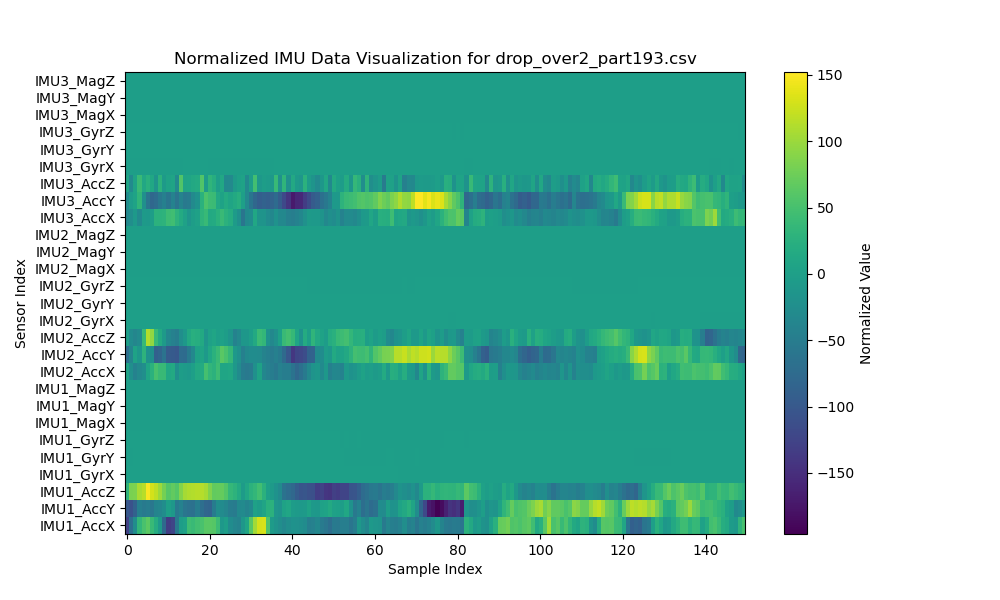 Normalized IMU Data Visualization for drop_over2_part193.csv
IMU3_MagZ
IMU3_MagY
IMU3_MagX
IMU3_GyrZ
IMU3_GyrY
IMU3_GyrX
IMU3_AccZ
IMU3_AccY
IMU3_AccX
IMU2_MagZ
IMU2_MagY
IMU2_MagX
IMU2_GyrZ
IMU2_GyrY
IMU2_GyrX
IMU2_AccZ
IMU2_AccY
IMU2_AccX
IMU1_MagZ
IMU1_MagY
IMU1_MagX
IMU1_GyrZ
IMU1_GyrY
IMU1_GyrX
IMU1_AccZ
IMU1_AccY
IMU1_AccX
Sensor Index
0 20 40 60 80 100 120 140
Sample Index
150
100
50
0
−50
−100
−150
Normalized Value